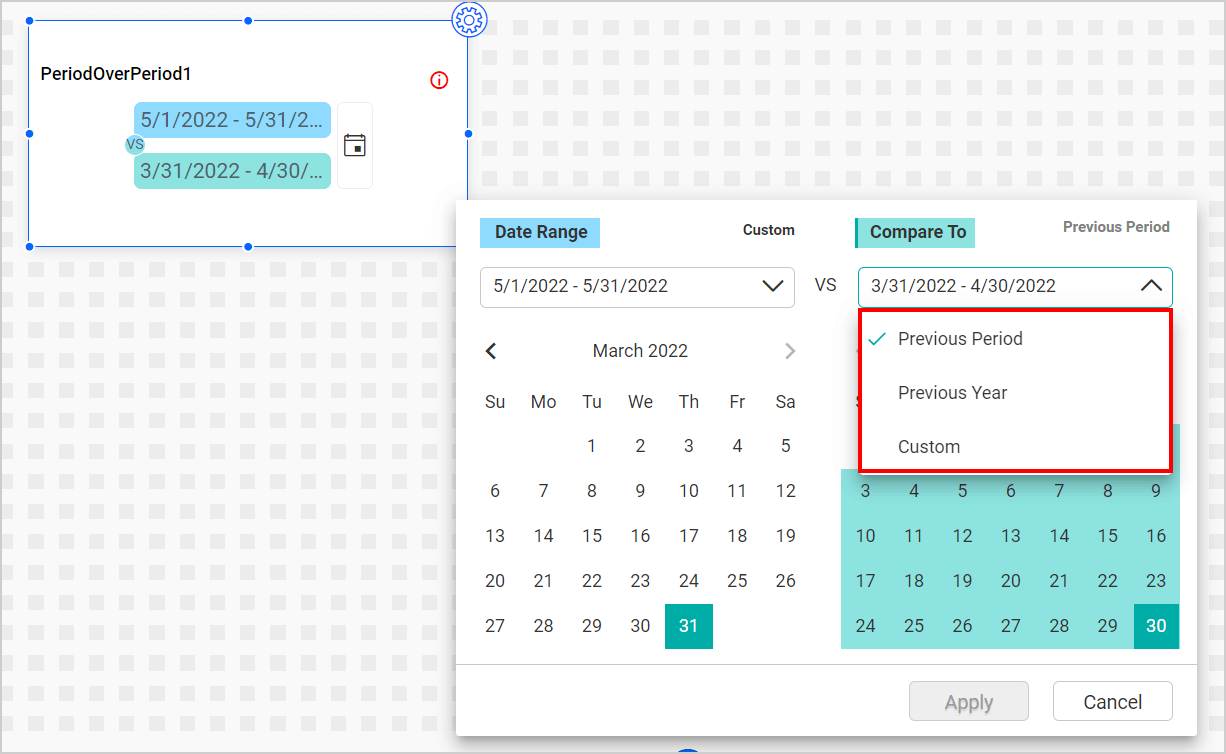 PeriodOverPeriod1
5/1/2022 - 5/31/2...
VS
3/31/2022 - 4/30/...
Date Range
Custom
Compare To
Previous Period
5/1/2022 - 5/31/2022
VS
3/31/2022 - 4/30/2022
Previous Period
Previous Year
Custom
March 2022
Su Mo Tu We Th Fr Sa
1 2 3 4 5
6 7 8 9 10 11 12
13 14 15 16 17 18 19
20 21 22 23 24 25 26
27 28 29 30 31
3 4 5 6 7 8 9
10 11 12 13 14 15 16
17 18 19 20 21 22 23
24 25 26 27 28 29 30
Apply
Cancel